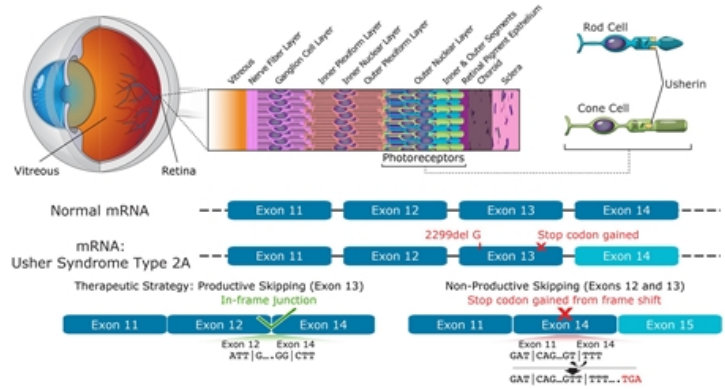 Vitreous
Nerve Fiber Layer
Ganglion Cell Layer
Inner Plexiform Layer
Inner Nuclear Layer
Outer Plexiform Layer
Outer Nuclear Layer
Inner & Outer Segments
Retinal Pigment Epithelium
Choroid
Sclera
Rod Cell
Usherin
Cone Cell
Photoreceptors
Vitreous
Retina
Normal mRNA
Exon 11
Exon 12
Exon 13
Exon 14
2299del G
Stop codon gained
mRNA:
Usher Syndrome Type 2A
Exon 11
Exon 12
Exon 13
Exon 14
Therapeutic Strategy: Productive Skipping (Exon 13)
In-frame junction
Exon 11
Exon 12
Exon 14
Exon 12
Exon 14
ATT|G….GG|CTT
Non-Productive Skipping (Exons 12 and 13)
Stop codon gained from frame shift
Exon 11
Exon 14
Exon 15
Exon 11
Exon 14
GAT|CAG…GT|TTT
GAT|CAG…GTT|TTT….TGA